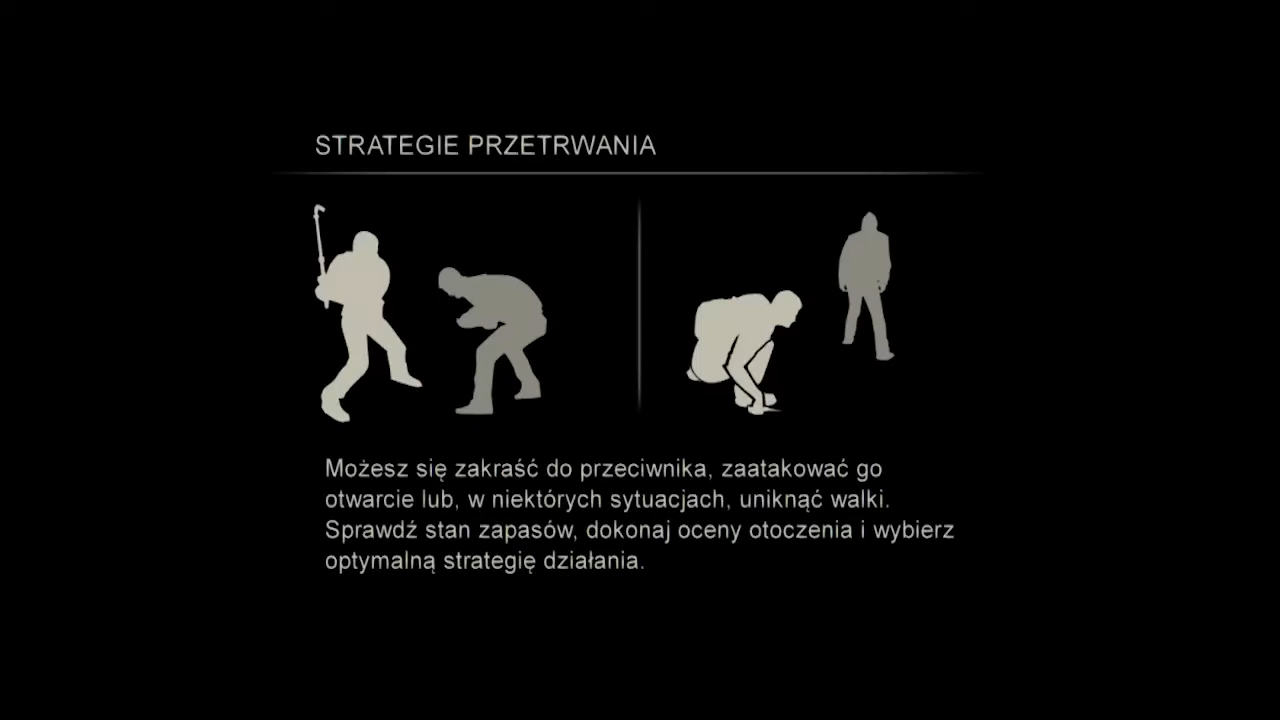 STRATEGIE PRZETRWANIA
Możesz się zakraść do przeciwnika, zaatakować go
otwarcie lub, w niektórych sytuacjach, uniknąć walki.
Sprawdź stan zapasów, dokonaj oceny otoczenia i wybierz
optymalną strategię działania.